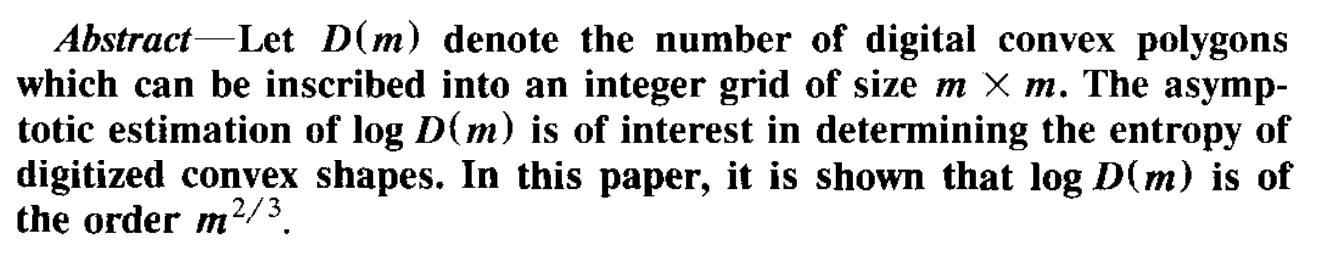 Abstract—Let D(m) denote the number of digital convex polygons
which can be inscribed into an integer grid of size m × m. The asymp-
totic estimation of log D(m) is of interest in determining the entropy of
digitized convex shapes. In this paper, it is shown that log D(m) is of
the order m^{2/3}.